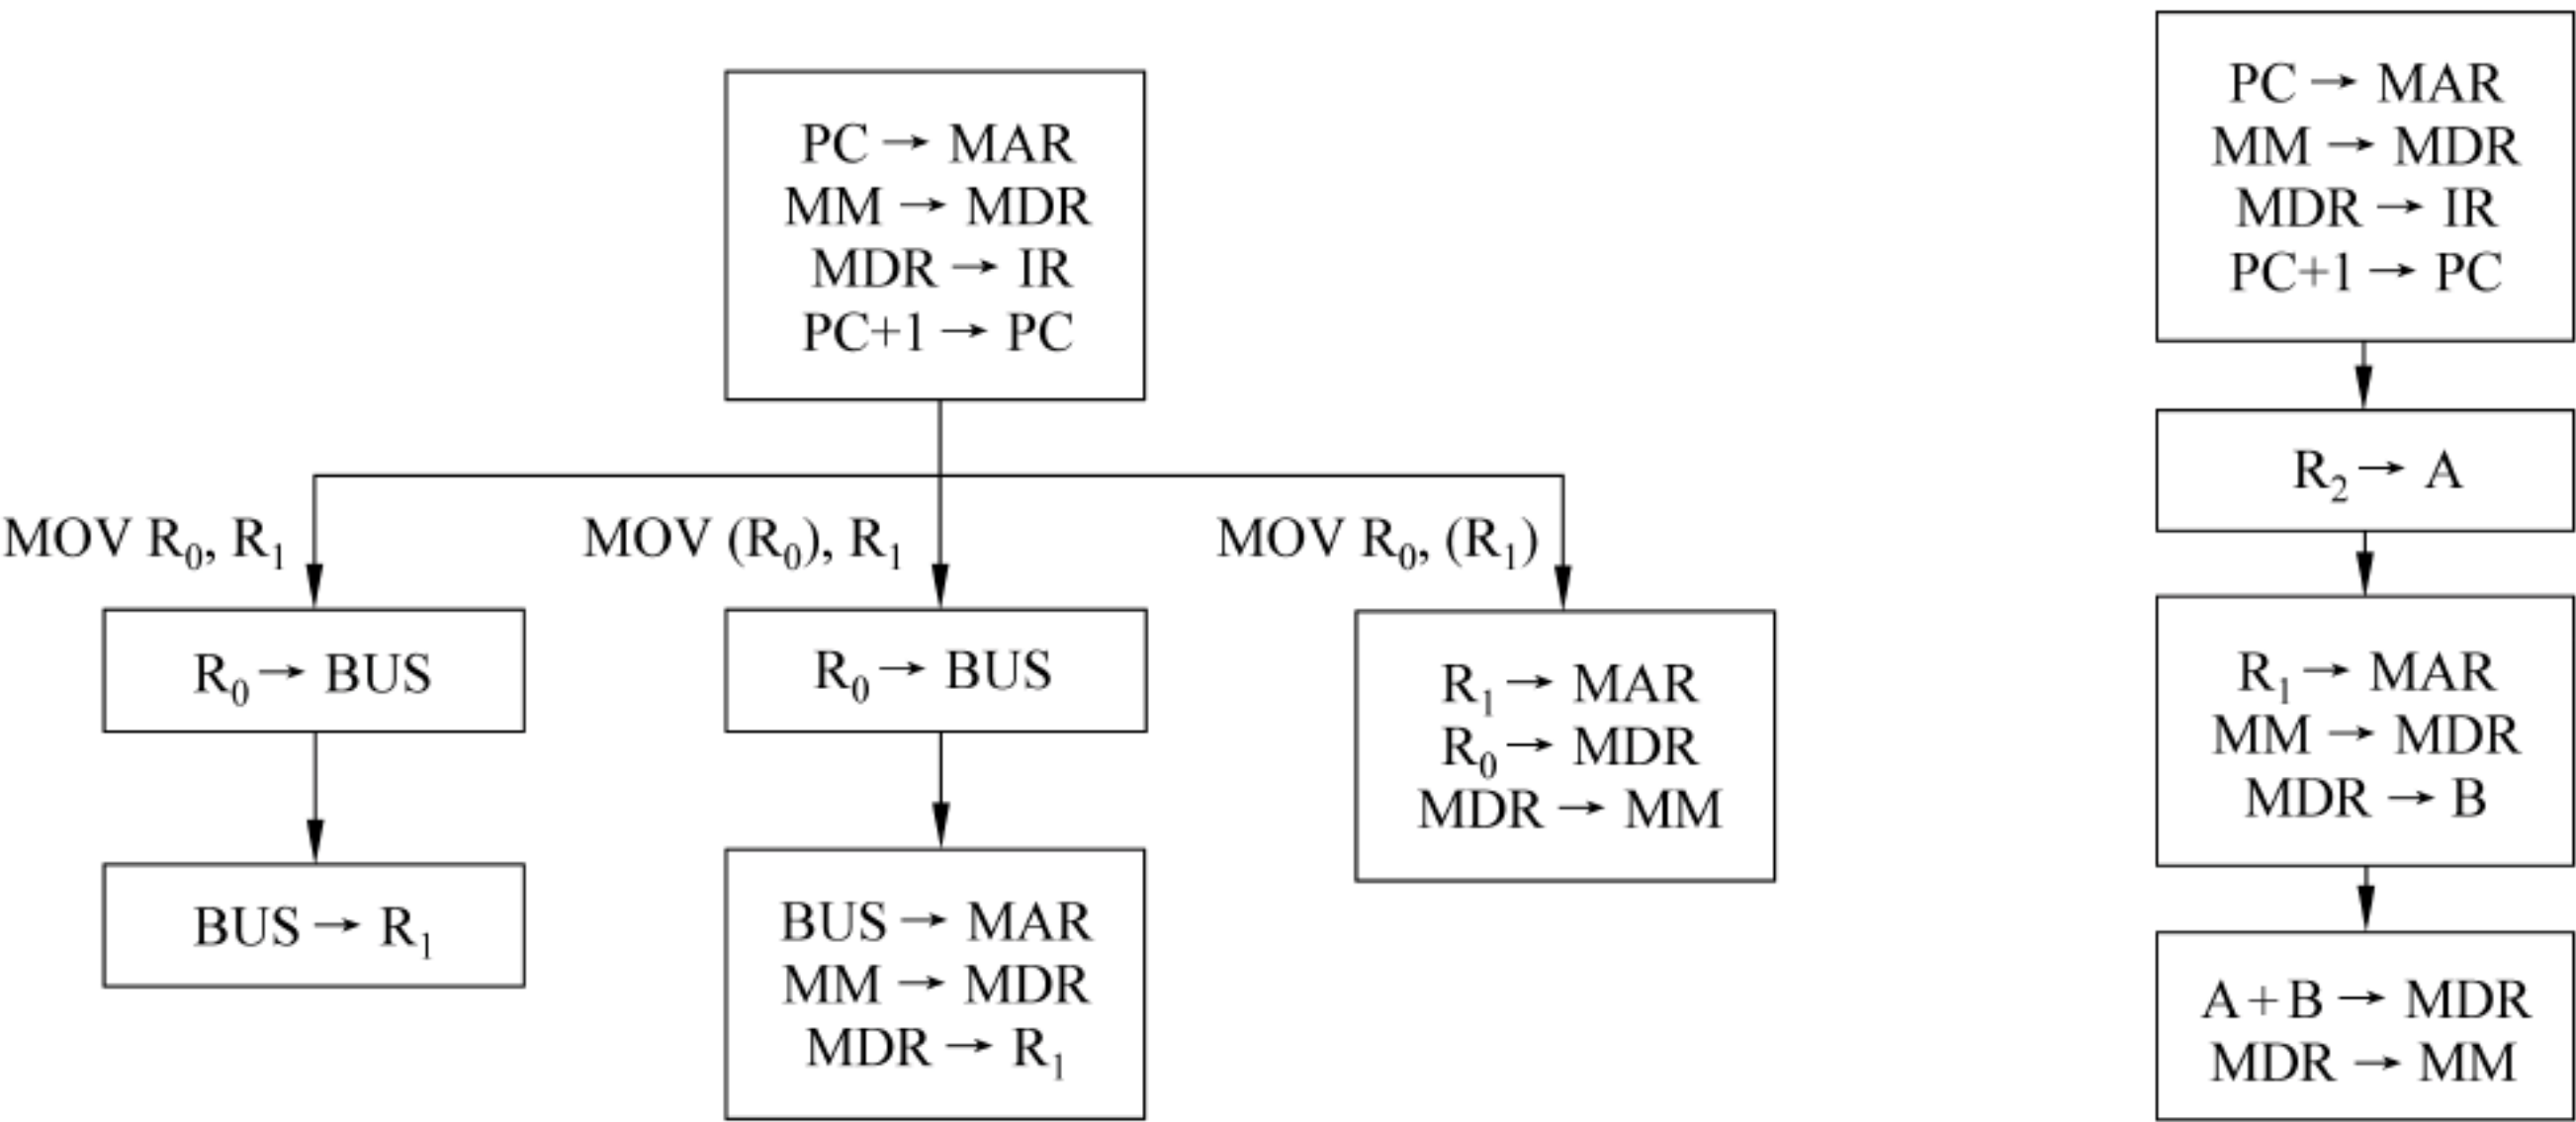 PC → MAR
MM → MDR
MDR → IR
PC+1 → PC
MOV R₀, R₁
MOV (R₀), R₁
MOV R₀, (R₁)
R₀ → BUS
BUS → R₁
R₀ → BUS
BUS → MAR
MM → MDR
MDR → R₁
R₁ → MAR
R₀ → MDR
MDR → MM
PC → MAR
MM → MDR
MDR → IR
PC+1 → PC
R₂ → A
R₁ → MAR
MM → MDR
MDR → B
A+B → MDR
MDR → MM